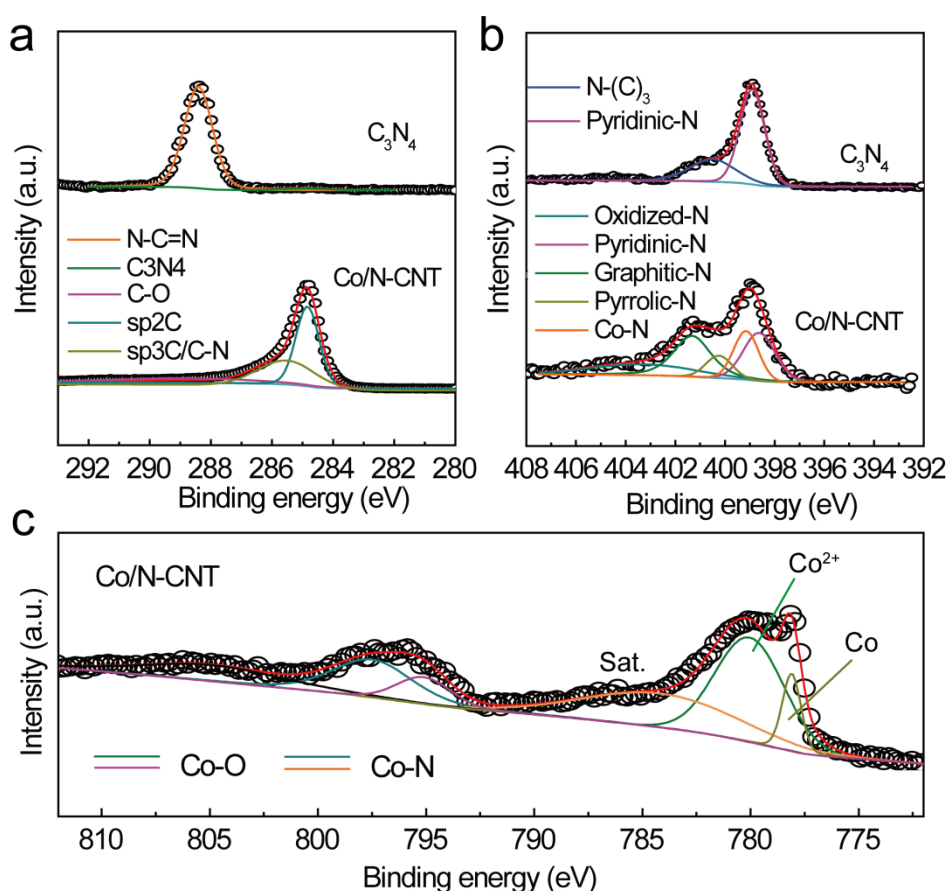 a
Intensity (a.u.)
C₃N₄
N-C=N
C3N4
C-O
sp2C
sp3C/C-N
Co/N-CNT
292 290 288 286 284 282 280
Binding energy (eV)
b
Intensity (a.u.)
N-(C)₃
Pyridinic-N
C₃N₄
Oxidized-N
Pyridinic-N
Graphitic-N
Pyrrolic-N
Co-N
Co/N-CNT
408 406 404 402 400 398 396 394 392
Binding energy (eV)
c
Intensity (a.u.)
Co/N-CNT
Co²⁺
Sat.
Co
Co-O Co-N
810 805 800 795 790 785 780 775
Binding energy (eV)